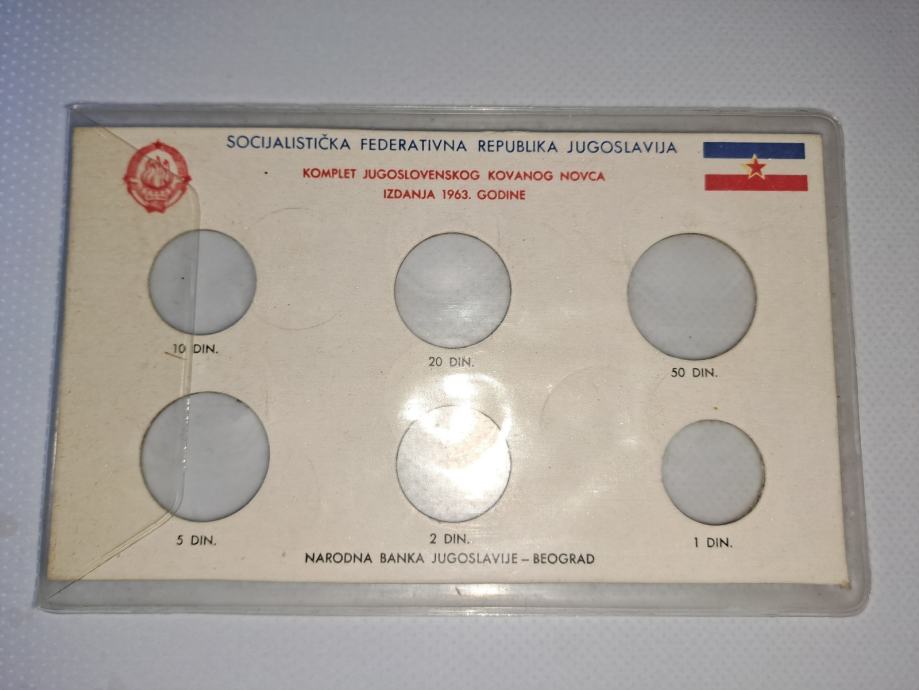 SOCIJALISTIČKA FEDERATIVNA REPUBLIKA JUGOSLAVIJA
KOMPLET JUGOSLOVENSKOG KOVANOG NOVCA
IZDANJA 1963. GODINE
10 DIN.
20 DIN.
50 DIN.
5 DIN.
2 DIN.
1 DIN.
NARODNA BANKA JUGOSLAVIJE – BEOGRAD